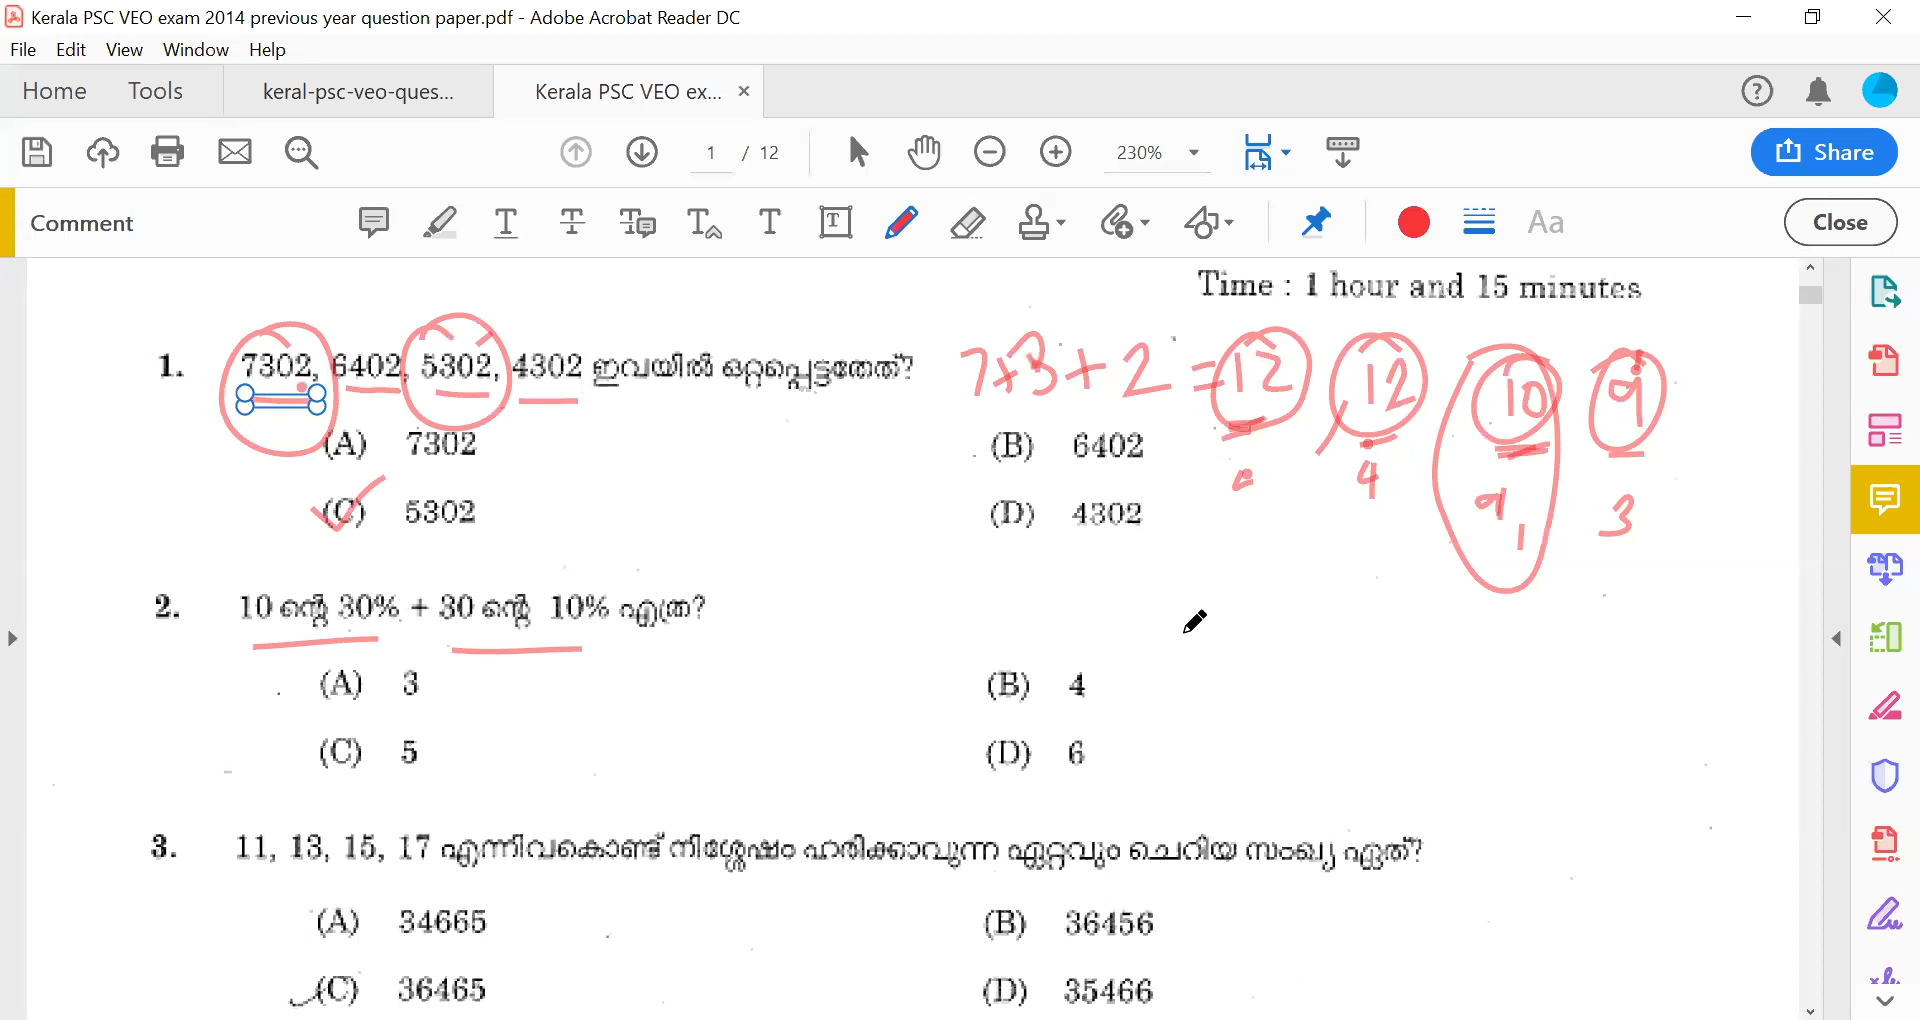 Kerala PSC VEO exam 2014 previous year question paper.pdf - Adobe Acrobat Reader DC
File Edit View Window Help
Home Tools keral-psc-veo-ques... Kerala PSC VEO ex... ×
1 / 12 230% Share
Comment Aa Close
Time : 1 hour and 15 minutes
1. 7302, 6402, 5302, 4302 ഇവയിൽ ഒറ്റപ്പെട്ടതേത്? 7+3+2=12 12 10 9
(A) 7302 (B) 6402
4 9 1 3
(C) 5302 (D) 4302
2. 10 ന്റെ 30% + 30 ന്റെ 10% എത്ര?
(A) 3 (B) 4
(C) 5 (D) 6
3. 11, 13, 15, 17 എന്നിവകൊണ്ട് നിശ്ശേഷം ഹരിക്കാവുന്ന ഏറ്റവും ചെറിയ സംഖ്യ ഏത്?
(A) 34665 (B) 36456
(C) 36465 (D) 35466